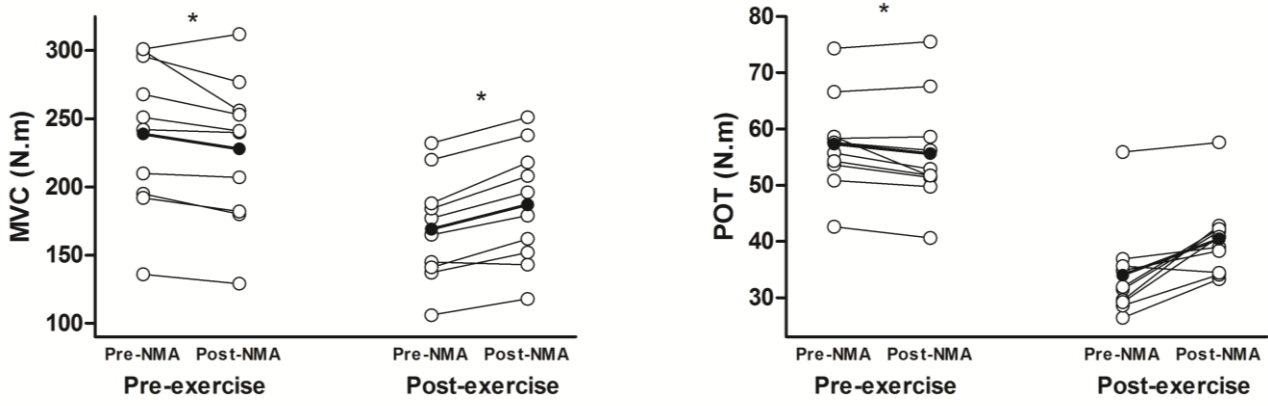 *
*
300
250
200
150
100
MVC (N.m)
Pre-NMA Post-NMA
Pre-NMA Post-NMA
Pre-exercise
Post-exercise
*
80
70
60
50
40
30
POT (N.m)
Pre-NMA Post-NMA
Pre-NMA Post-NMA
Pre-exercise
Post-exercise